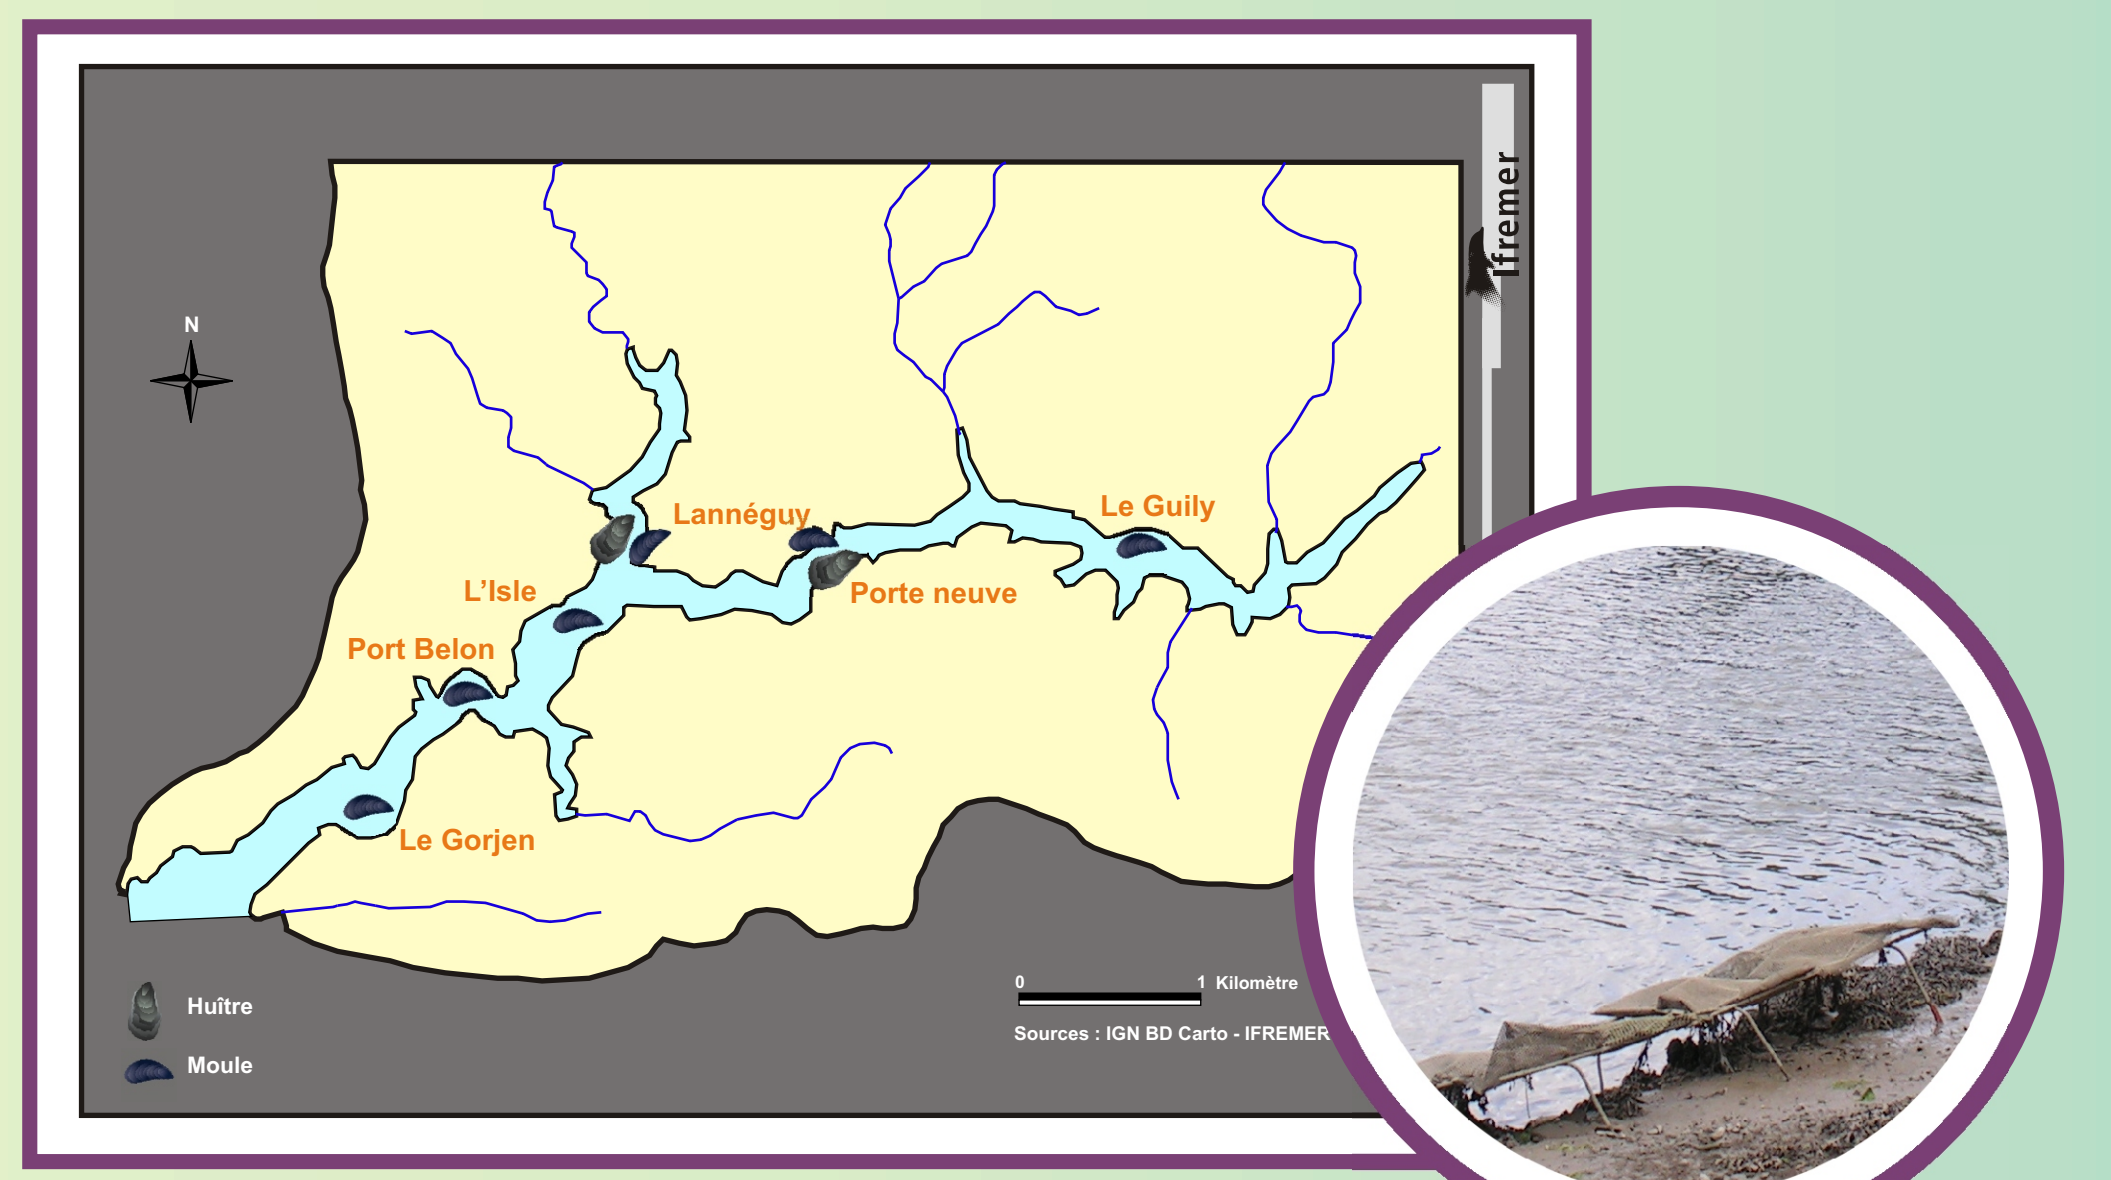 Ifremer
N
Lannéguy
Le Guily
L'Isle
Porte neuve
Port Belon
Le Gorjen
Huître
Moule
0 1 Kilomètre
Sources : IGN BD Carto - IFREMER